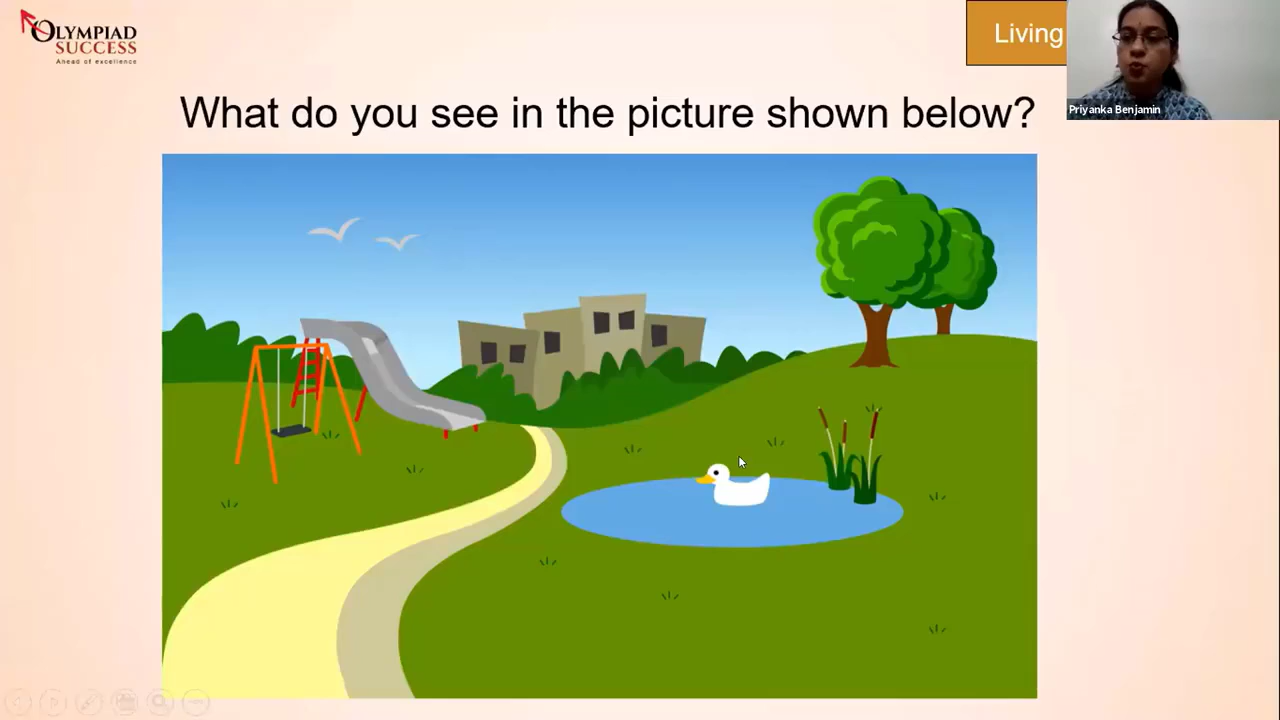 OLYMPIAD
SUCCESS
Ahead of excellence
Living
Priyanka Benjamin
What do you see in the picture shown below?